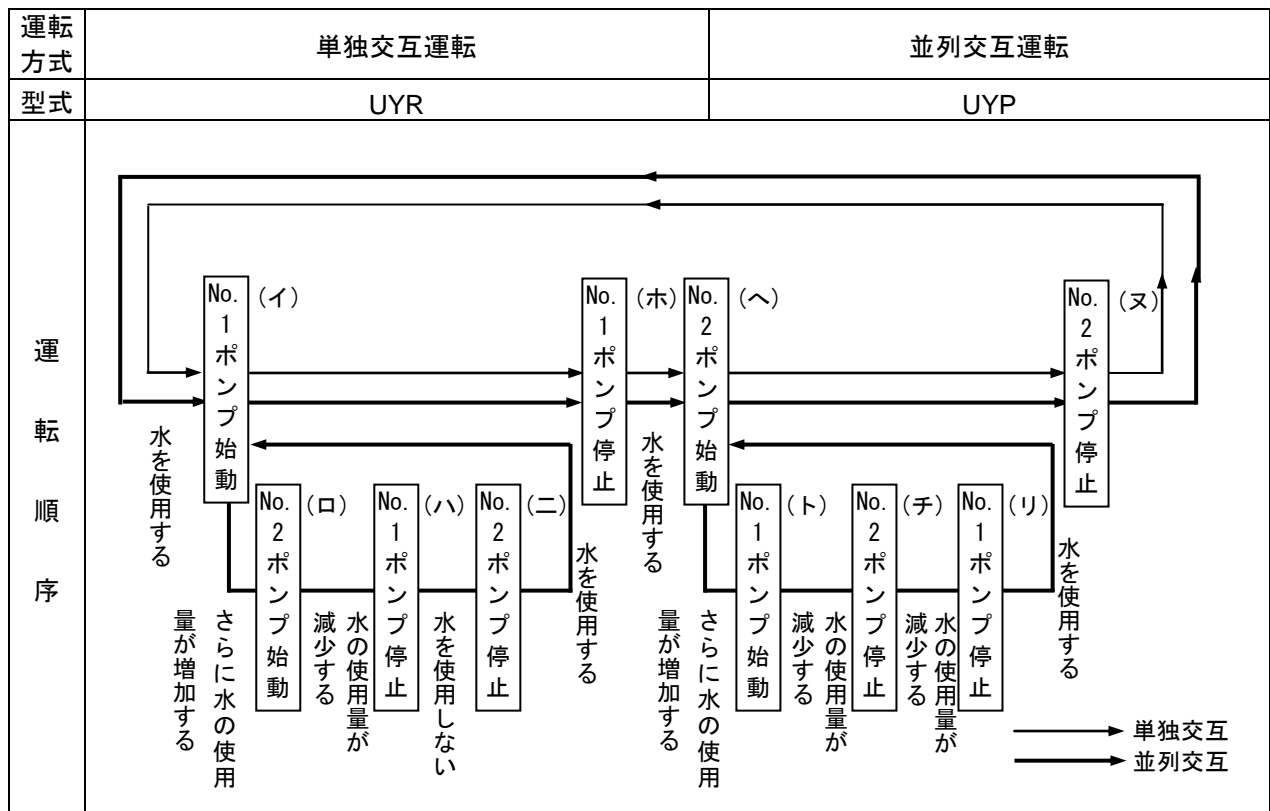 運転方式
単独交互運転
並列交互運転
型式
UYR
UYP
運転順序
No.1ポンプ始動
(イ)
No.1ポンプ停止
(ホ)
No.2ポンプ始動
(ヘ)
No.2ポンプ停止
(ヌ)
水を使用する
No.2ポンプ始動
(ロ)
No.1ポンプ停止
(ハ)
No.2ポンプ停止
(ニ)
水を使用する
水を使用する
No.1ポンプ始動
(ト)
No.2ポンプ停止
(チ)
No.1ポンプ停止
(リ)
水を使用する
さらに水の使用
量が増加する
水の使用量が
減少する
水を使用しない
さらに水の使用
量が増加する
水の使用量が
減少する
水の使用量が
減少する
単独交互
並列交互